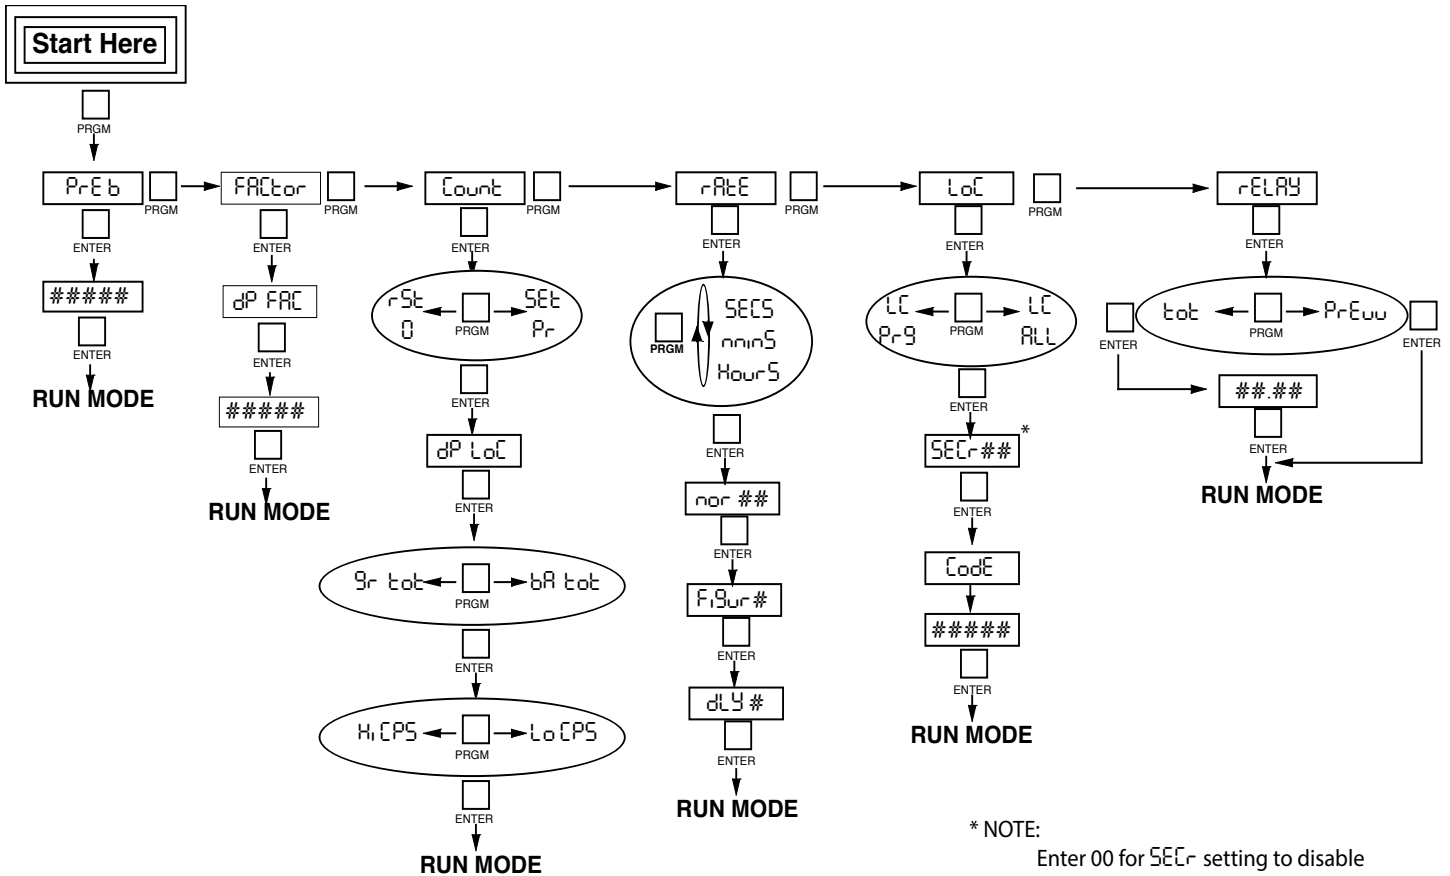 Start Here
PRGM
PrE b
PRGM
FACtor
PRGM
Count
PRGM
rAtE
PRGM
LoC
PRGM
rELAY
ENTER
ENTER
ENTER
ENTER
ENTER
ENTER
#####
ENTER
RUN MODE
dP FAC
ENTER
#####
ENTER
RUN MODE
rSt
0
PRGM
SEt
Pr
ENTER
dP LoC
ENTER
gr tot
PRGM
bA tot
ENTER
Hi CPS
PRGM
Lo CPS
ENTER
RUN MODE
PRGM
SECS
nninS
HourS
ENTER
nor ##
ENTER
Figur #
ENTER
dLY #
ENTER
RUN MODE
LC
Prg
PRGM
LC
ALL
ENTER
SECr##
*
ENTER
CodE
#####
ENTER
RUN MODE
ENTER
tot
PRGM
PrEuu
ENTER
##.##
ENTER
RUN MODE
* NOTE:
Enter 00 for SECr setting to disable